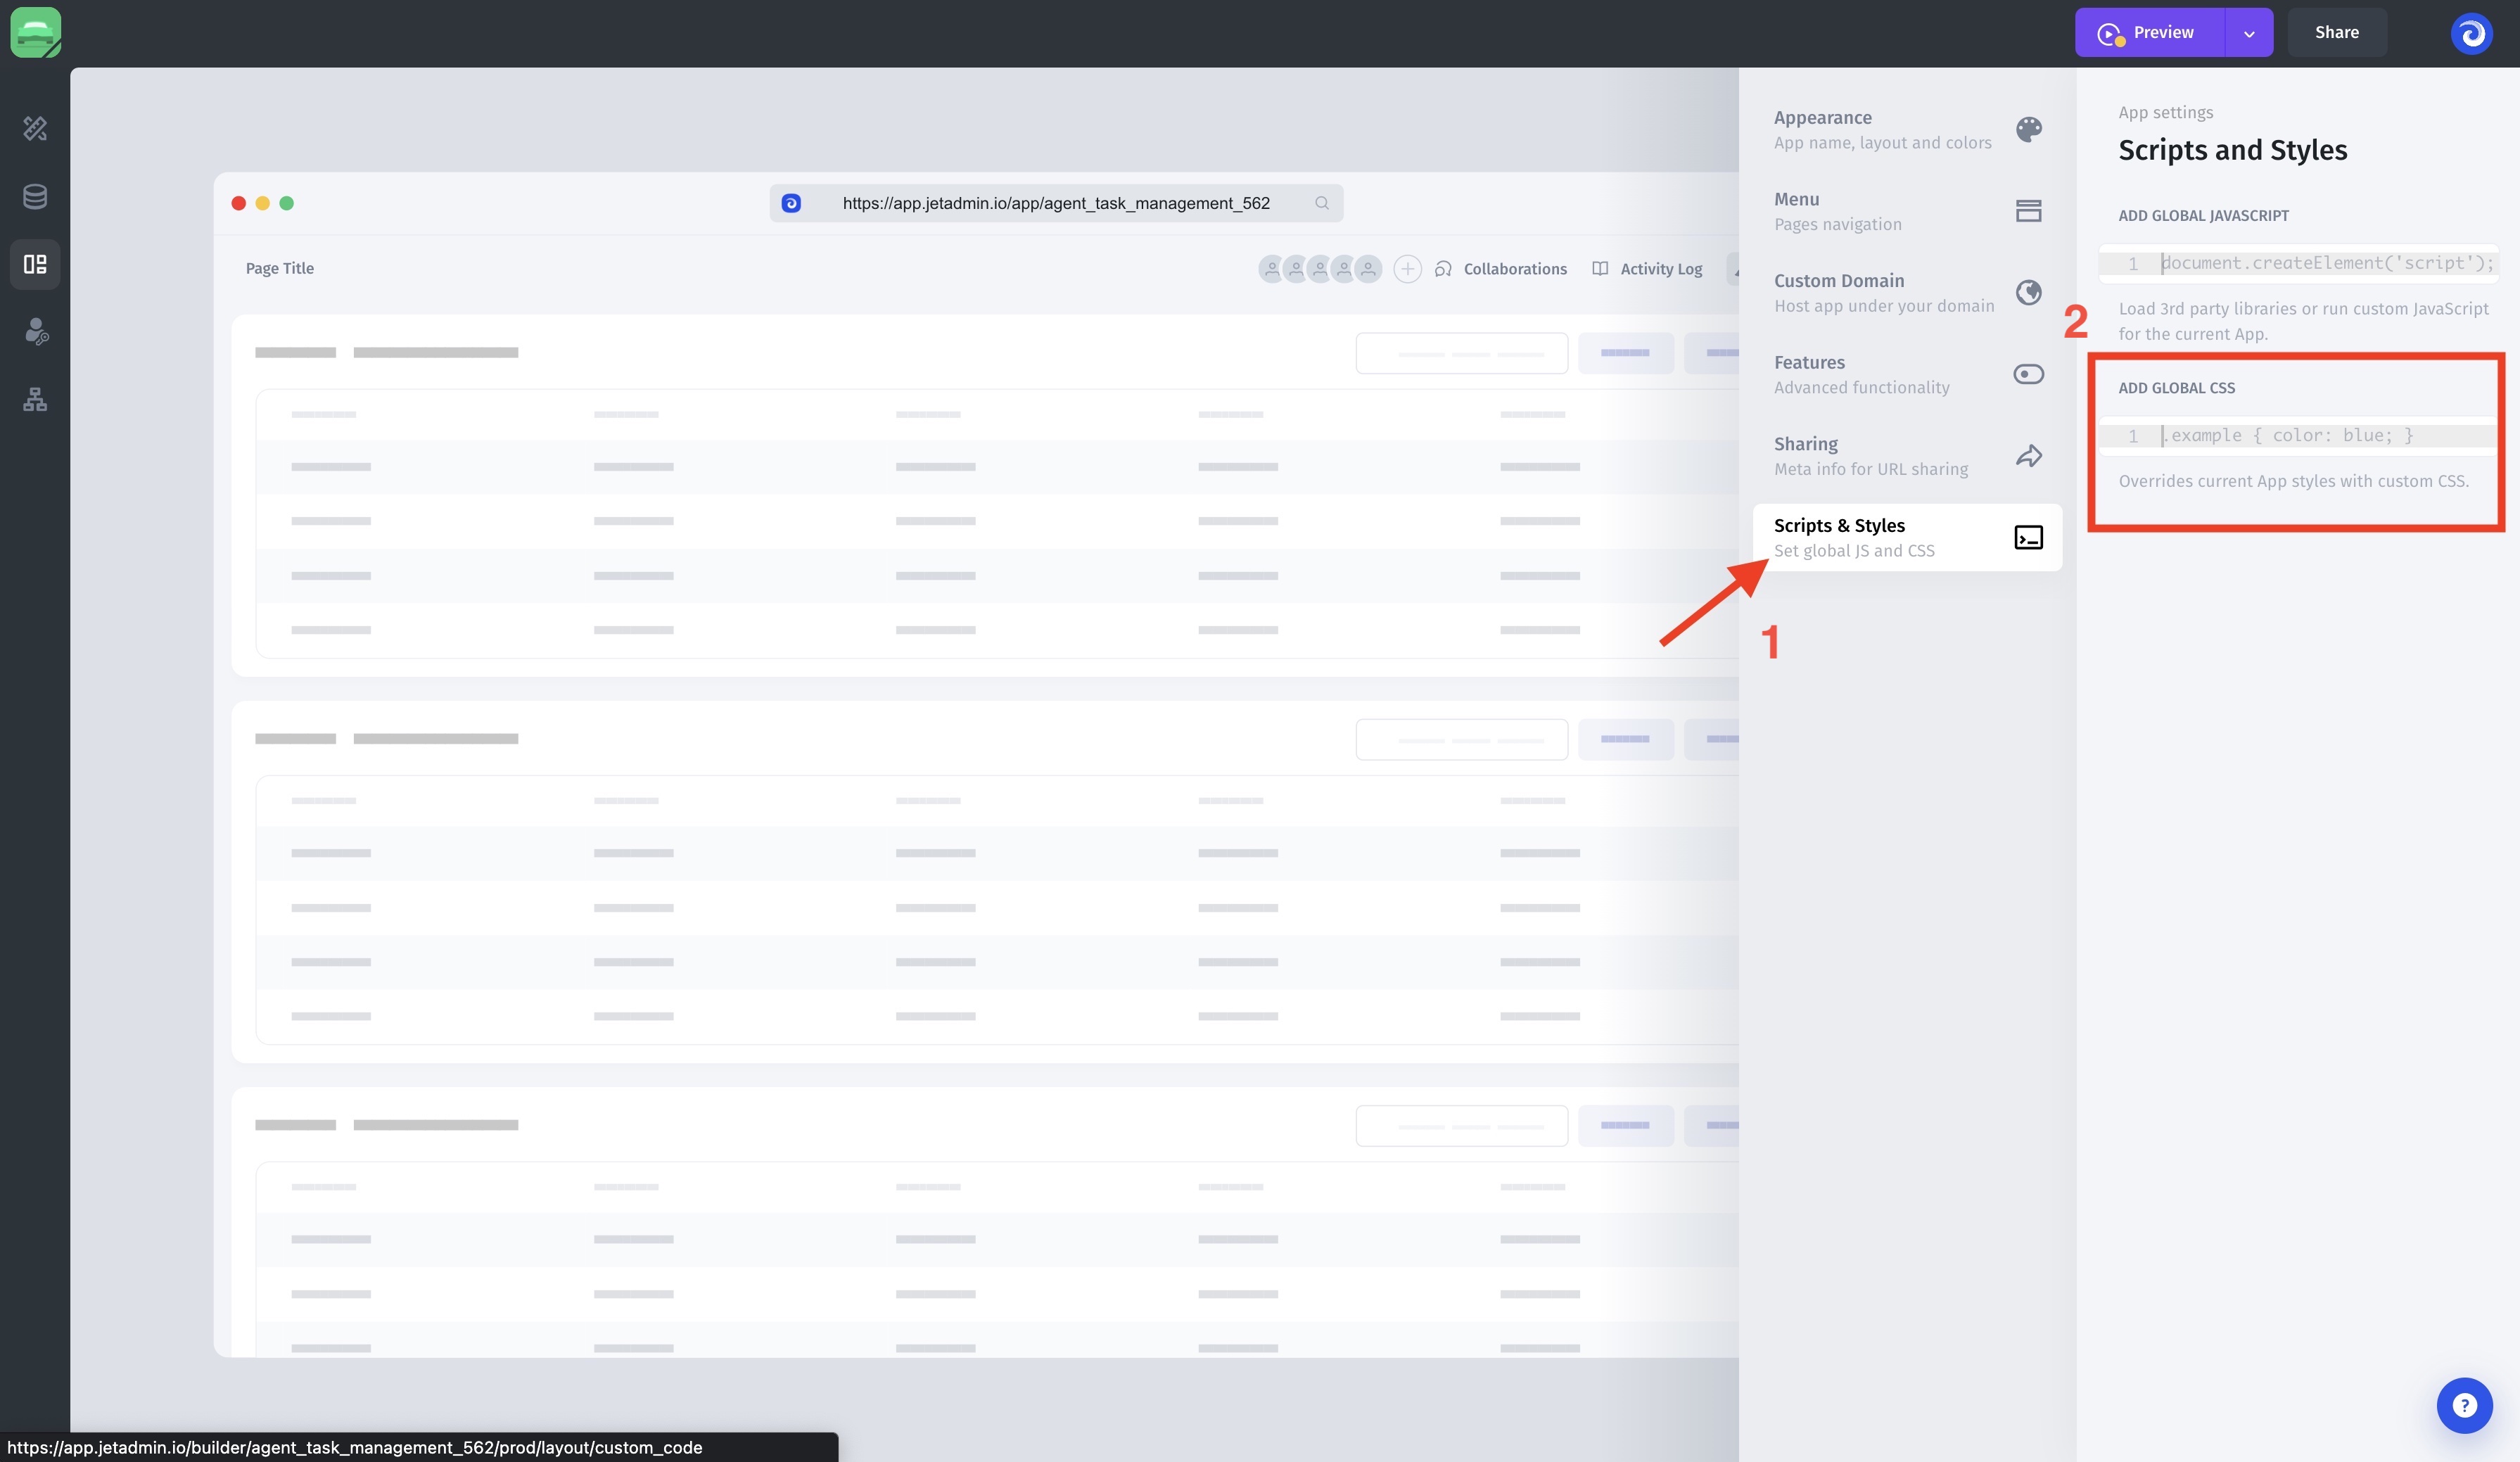 Preview
Share
https://app.jetadmin.io/app/agent_task_management_562
Page Title
Collaborations
Activity Log
Appearance
App name, layout and colors
Menu
Pages navigation
Custom Domain
Host app under your domain
Features
Advanced functionality
Sharing
Meta info for URL sharing
Scripts & Styles
Set global JS and CSS
1
App settings
Scripts and Styles
ADD GLOBAL JAVASCRIPT
1 document.createElement('script');
Load 3rd party libraries or run custom JavaScript
for the current App.
2
ADD GLOBAL CSS
1 .example { color: blue; }
Overrides current App styles with custom CSS.
?
https://app.jetadmin.io/builder/agent_task_management_562/prod/layout/custom_code